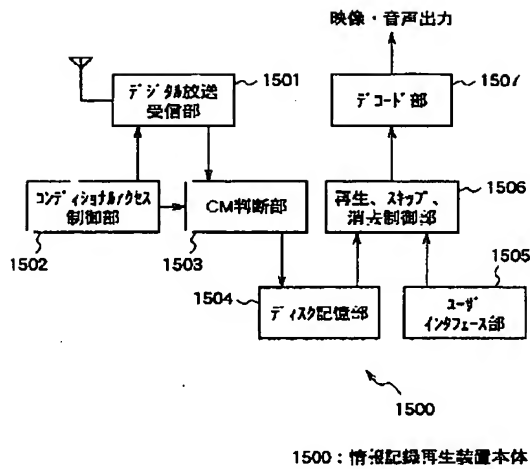 映像・音声出力
1501
1507
デジタル放送
受信部
デコード部
1506
コンディショナルアクセス
制御部
CM判断部
再生、スキップ、
消去制御部
1502
1503
1505
1504
ディスク記憶部
ユーザ
インタフェース部
1500
1500：情報記録再生装置本体